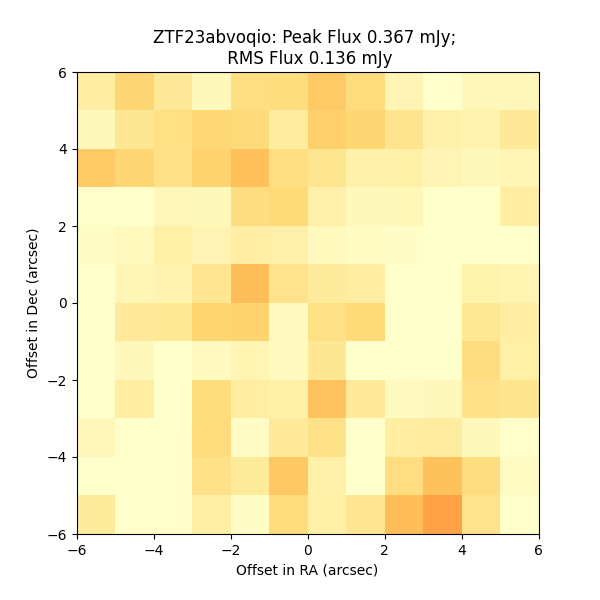 ZTF23abvoqio: Peak Flux 0.367 mJy;
RMS Flux 0.136 mJy
6
4
2
0
−2
−4
−6
Offset in Dec (arcsec)
−6 −4 −2 0 2 4 6
Offset in RA (arcsec)